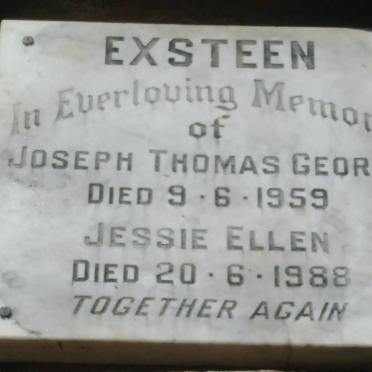 EXSTEEN
In Everloving Memor
of
JOSEPH THOMAS GEOR
DIED 9 · 6 · 1959
JESSIE ELLEN
DIED 20 · 6 · 1988
TOGETHER AGAIN